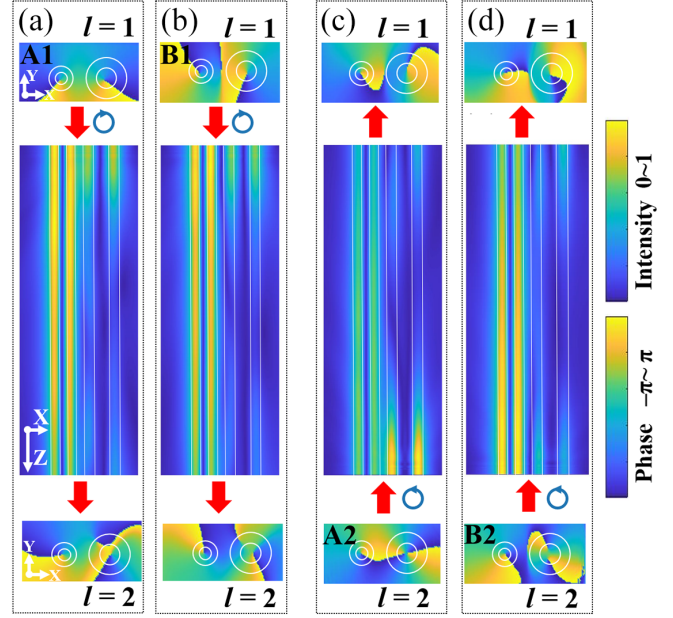 (a)
l = 1
A1
Y
X
(b)
l = 1
B1
(c)
l = 1
(d)
l = 1
X
Z
Y
X
l = 2
l = 2
A2
l = 2
B2
l = 2
Intensity 0~1
Phase −π~ π